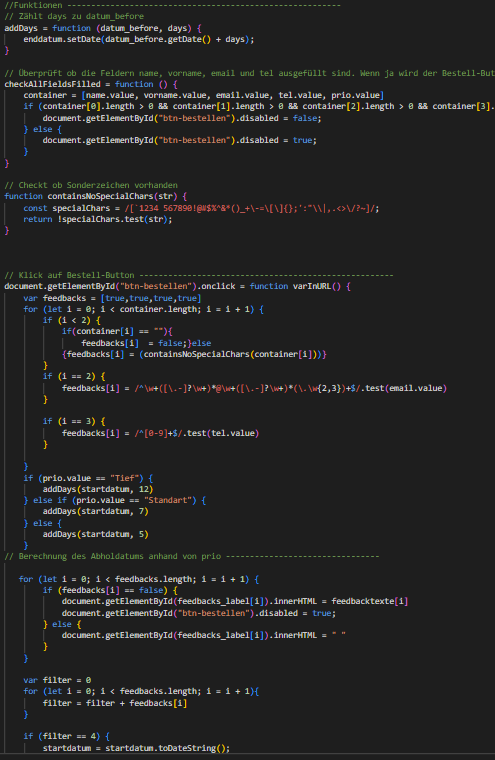 //Funktionen -------------------------------------------------------
// Zählt days zu datum_before
addDays = function (datum_before, days) {
    enddatum.setDate(datum_before.getDate() + days);
}
// Überprüft ob die Feldern name, vorname, email und tel ausgefüllt sind. Wenn ja wird der Bestell-But
checkAllFieldsFilled = function () {
    container = [name.value, vorname.value, email.value, tel.value, prio.value]
    if (container[0].length > 0 && container[1].length > 0 && container[2].length > 0 && container[3].
        document.getElementById("btn-bestellen").disabled = false;
    } else {
        document.getElementById("btn-bestellen").disabled = true;
    }
}
// Checkt ob Sonderzeichen vorhanden
function containsNoSpecialChars(str) {
    const specialChars = /[`1234 567890!@#$%^&*()_+\-=\[\]{};':"\\|,.<>\/?~]/;
    return !specialChars.test(str);
}
// Klick auf Bestell-Button ----------------------------------------------------
document.getElementById("btn-bestellen").onclick = function varInURL() {
    var feedbacks = [true,true,true,true]
    for (let i = 0; i < container.length; i = i + 1) {
        if (i < 2) {
            if(container[i] == ""){
                feedbacks[i]  = false;}else
            {feedbacks[i] = (containsNoSpecialChars(container[i]))}
        }
        if (i == 2) {
            feedbacks[i] = /^\w+([\.-]?\w+)*@\w+([\.-]?\w+)*(\.\w{2,3})+$/.test(email.value)
        }
        if (i == 3) {
            feedbacks[i] = /^[0-9]+$/.test(tel.value)
        }
    }
    if (prio.value == "Tief") {
        addDays(startdatum, 12)
    } else if (prio.value == "Standart") {
        addDays(startdatum, 7)
    } else {
        addDays(startdatum, 5)
    }
// Berechnung des Abholdatums anhand von prio --------------------------------
   for (let i = 0; i < feedbacks.length; i = i + 1) {
        if (feedbacks[i] == false) {
            document.getElementById(feedbacks_label[i]).innerHTML = feedbacktexte[i]
            document.getElementById("btn-bestellen").disabled = true;
        } else {
            document.getElementById(feedbacks_label[i]).innerHTML = " "
        }
    }
    var filter = 0
    for (let i = 0; i < feedbacks.length; i = i + 1){
        filter = filter + feedbacks[i]
    }
    if (filter == 4) {
        startdatum = startdatum.toDateString();